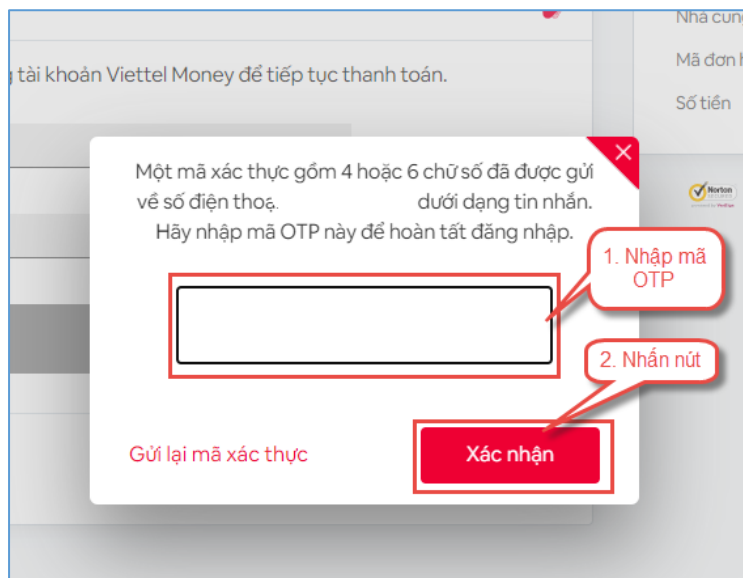 Nhà cung
tài khoản Viettel Money để tiếp tục thanh toán.
Mã đơn
Số tiền
Một mã xác thực gồm 4 hoặc 6 chữ số đã được gửi
về số điện thoạ. dưới dạng tin nhắn.
Hãy nhập mã OTP này để hoàn tất đăng nhập.
Norton
1. Nhập mã
OTP
2. Nhấn nút
Gửi lại mã xác thực
Xác nhận